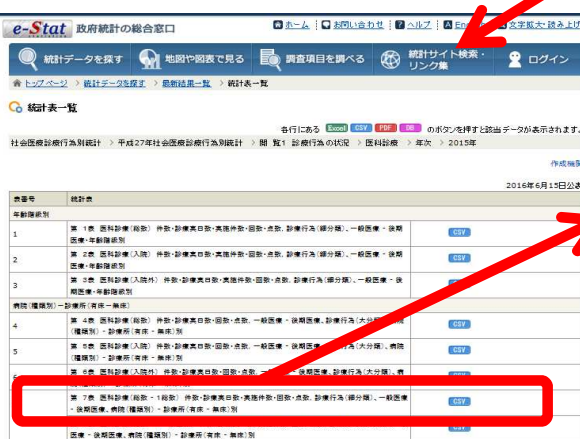 e-Stat 政府統計の総合窓口
ホーム お問い合わせ ヘルプ 文字拡大・読み上げ
統計データを探す 地図や図表で見る 調査項目を調べる 統計サイト検索・リンク集 ログイン
トップページ > 統計データを探す > 最新結果一覧 > 統計表一覧
統計表一覧
各行にある Excel CSV PDF DB のボタンを押すと該当データが表示されます。
社会医療診療行為別統計 > 平成27年社会医療診療行為別統計 > 閲覧1 診療行為の状況 > 医科診療 > 年次 > 2015年
作成機関
2016年6月15日公表
表番号 統計表
年齢階級別
1 第 1表 医科診療(総数) 件数・診療実日数・実施件数・回数・点数, 診療行為(細分類)、一般医療 - 後期
医療・年齢階級別 CSV
2 第 2表 医科診療(入院) 件数・診療実日数・実施件数・回数・点数, 診療行為(細分類)、一般医療 - 後期
医療・年齢階級別 CSV
3 第 3表 医科診療(入院外) 件数・診療実日数・実施件数・回数・点数, 診療行為(細分類)、一般医療 - 後
期医療・年齢階級別 CSV
病院(種類別)-診療所(有床-無床)別
4 第 4表 医科診療(総数) 件数・診療実日数・回数・点数, 一般医療 - 後期医療、診療行為(大分類)、病院
(種類別) - 診療所(有床 - 無床)別 CSV
5 第 5表 医科診療(入院) 件数・診療実日数・回数・点数, 一般医療 - 後期医療、診療行為(大分類)、病院
(種類別) - 診療所(有床 - 無床)別 CSV
第 6表 医科診療(入院外) 件数・診療実日数・回数・点数, 一般医療 - 後期医療、診療行為(大分類)、病
CSV
第 7表 医科診療(総数 - 1総数) 件数・診療実日数・実施件数・回数・点数, 診療行為(細分類)、一般医療
- 後期医療、病院(種類別) - 診療所(有床 - 無床)別 CSV
医療 - 後期医療、病院(種類別) - 診療所(有床 - 無床)別